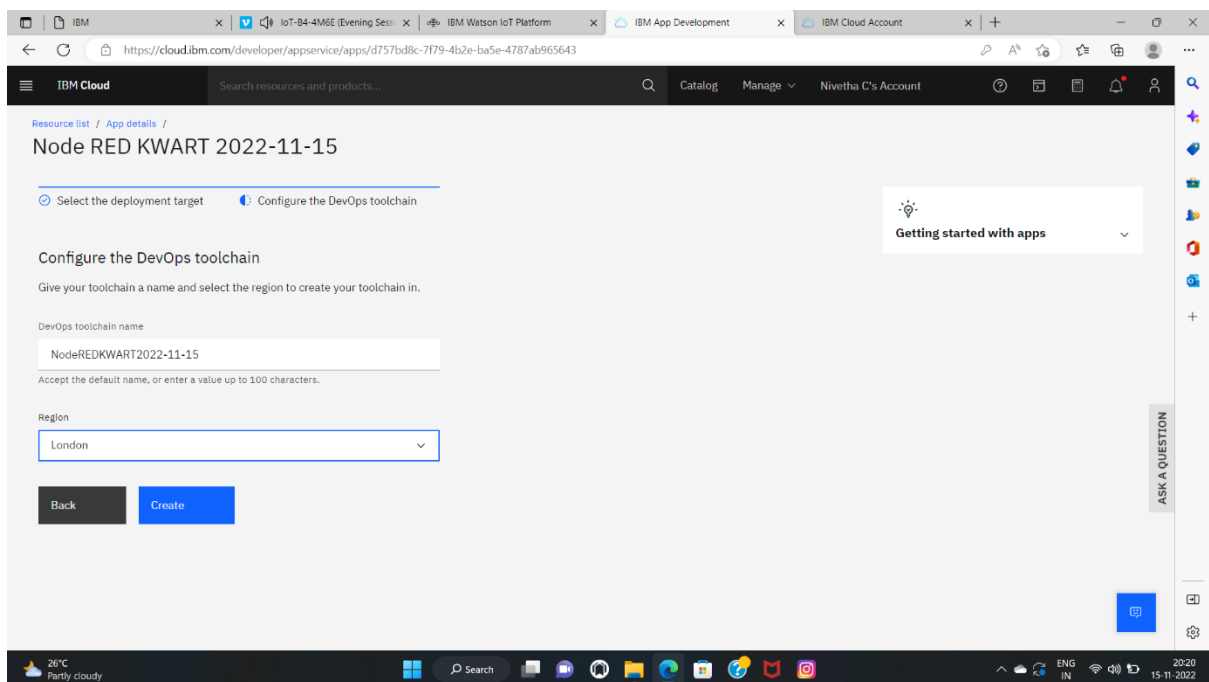 IBM
IoT-B4-4M6E (Evening Sess
IBM Watson IoT Platform
IBM App Development
IBM Cloud Account
https://cloud.ibm.com/developer/appservice/apps/d757bd8c-7f79-4b2e-ba5e-4787ab965643
IBM Cloud
Search resources and products...
Catalog
Manage
Nivetha C's Account
Resource list / App details /
Node RED KWART 2022-11-15
Select the deployment target
Configure the DevOps toolchain
Getting started with apps
Configure the DevOps toolchain
Give your toolchain a name and select the region to create your toolchain in.
DevOps toolchain name
NodeREDKWART2022-11-15
Accept the default name, or enter a value up to 100 characters.
Region
London
Back
Create
ASK A QUESTION
26°C
Partly cloudy
Search
ENG
IN
20:20
15-11-2022